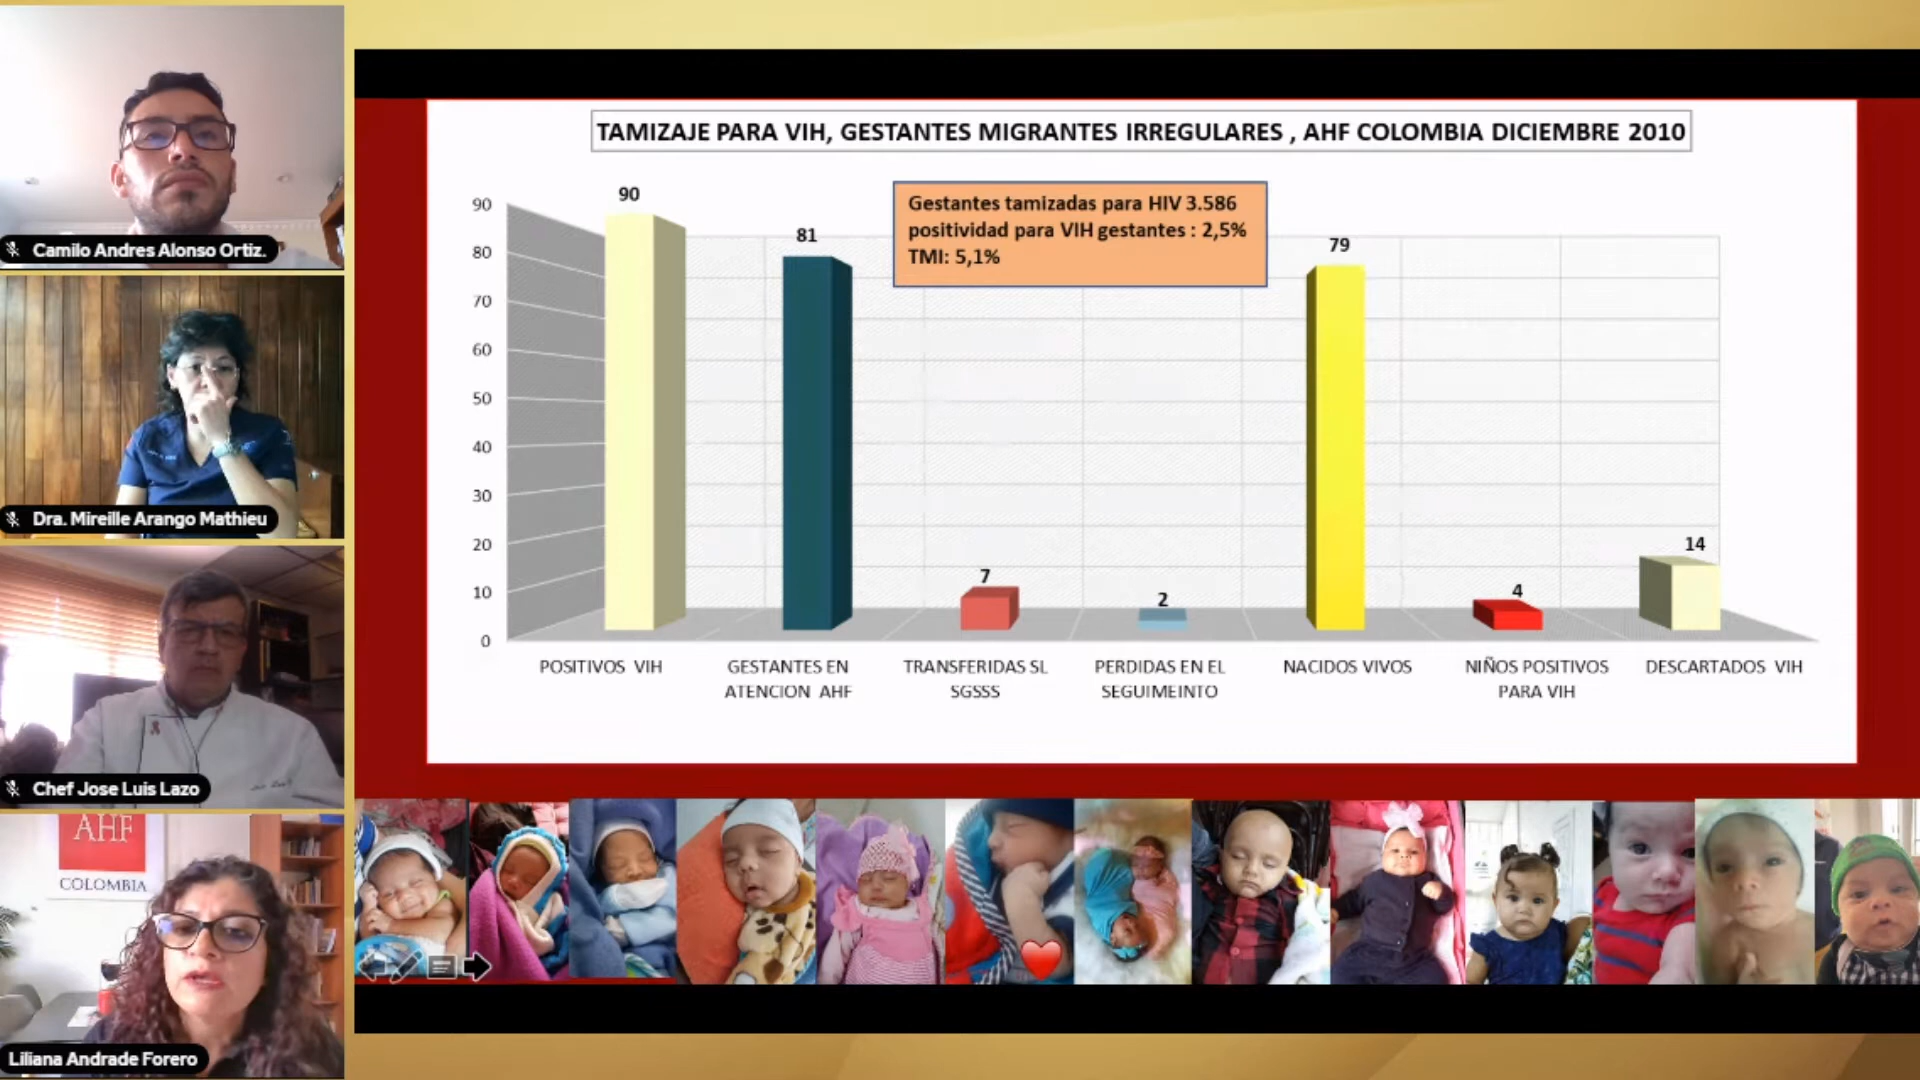 Camilo Andres Alonso Ortiz.
Dra. Mireille Arango Mathieu
Chef Jose Luis Lazo
AHF
COLOMBIA
Liliana Andrade Forero
TAMIZAJE PARA VIH, GESTANTES MIGRANTES IRREGULARES , AHF COLOMBIA DICIEMBRE 2010
Gestantes tamizadas para HIV 3.586
positividad para VIH gestantes : 2,5%
TMI: 5,1%
90
80
70
60
50
40
30
20
10
0
90
81
7
2
79
4
14
POSITIVOS VIH
GESTANTES EN
ATENCION AHF
TRANSFERIDAS SL
SGSSS
PERDIDAS EN EL
SEGUIMEINTO
NACIDOS VIVOS
NIÑOS POSITIVOS
PARA VIH
DESCARTADOS VIH